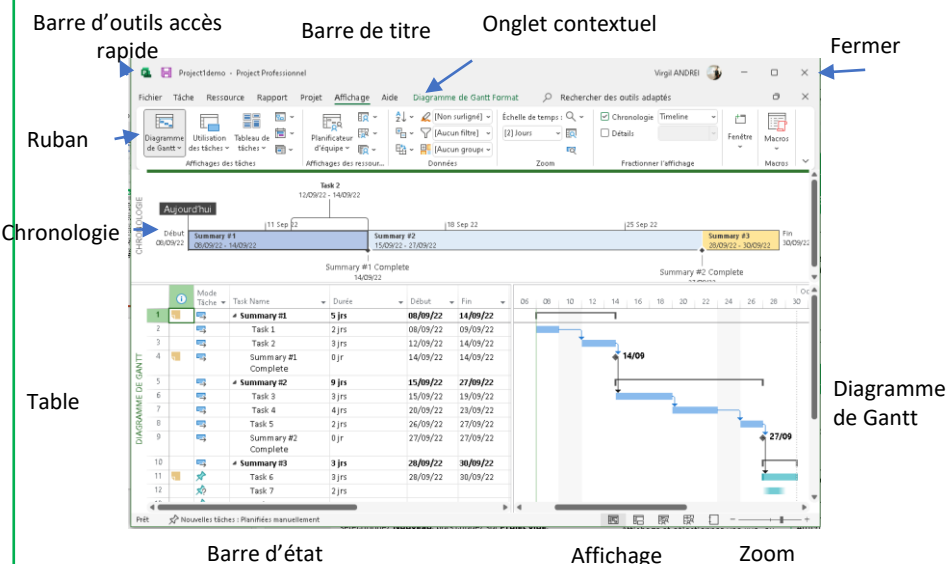 Barre d'outils accès rapide
Barre de titre
Onglet contextuel
Fermer
Project1demo - Project Professionnel
Virgil ANDREI
Fichier Tâche Ressource Rapport Projet Affichage Aide Diagramme de Gantt Format Rechercher des outils adaptés
Ruban
Diagramme de Gantt
Utilisation des tâches
Tableau de tâches
Affichages des tâches
Planificateur d'équipe
Affichages des ressour...
[Non surligné]
[Aucun filtre]
[Aucun groupe
Données
Échelle de temps :
[2] Jours
Zoom
Chronologie Timeline
Détails
Fractionner l'affichage
Fenêtre
Macros
Macros
Chronologie
CHRONOLOGIE
Task 2
12/09/22 - 14/09/22
Aujourd'hui
11 Sep 22
18 Sep 22
25 Sep 22
Début
08/09/22
Summary #1
08/09/22 - 14/09/22
Summary #2
15/09/22 - 27/09/22
Summary #3
28/09/22 - 30/09/22
Fin
30/09/22
Summary #1 Complete
14/09/22
Summary #2 Complete
Table
DIAGRAMME DE GANTT
Mode Tâche Task Name Durée Début Fin
06 08 10 12 14 16 18 20 22 24 26 28 30
1 Summary #1 5 jrs 08/09/22 14/09/22
2 Task 1 2 jrs 08/09/22 09/09/22
3 Task 2 3 jrs 12/09/22 14/09/22
4 Summary #1 Complete 0 jr 14/09/22 14/09/22
14/09
5 Summary #2 9 jrs 15/09/22 27/09/22
6 Task 3 3 jrs 15/09/22 19/09/22
7 Task 4 4 jrs 20/09/22 23/09/22
8 Task 5 2 jrs 26/09/22 27/09/22
9 Summary #2 Complete 0 jr 27/09/22 27/09/22
27/09
10 Summary #3 3 jrs 28/09/22 30/09/22
11 Task 6 3 jrs 28/09/22 30/09/22
12 Task 7 2 jrs
Diagramme de Gantt
Prêt Nouvelles tâches : Planifiées manuellement
Barre d'état
Affichage
Zoom